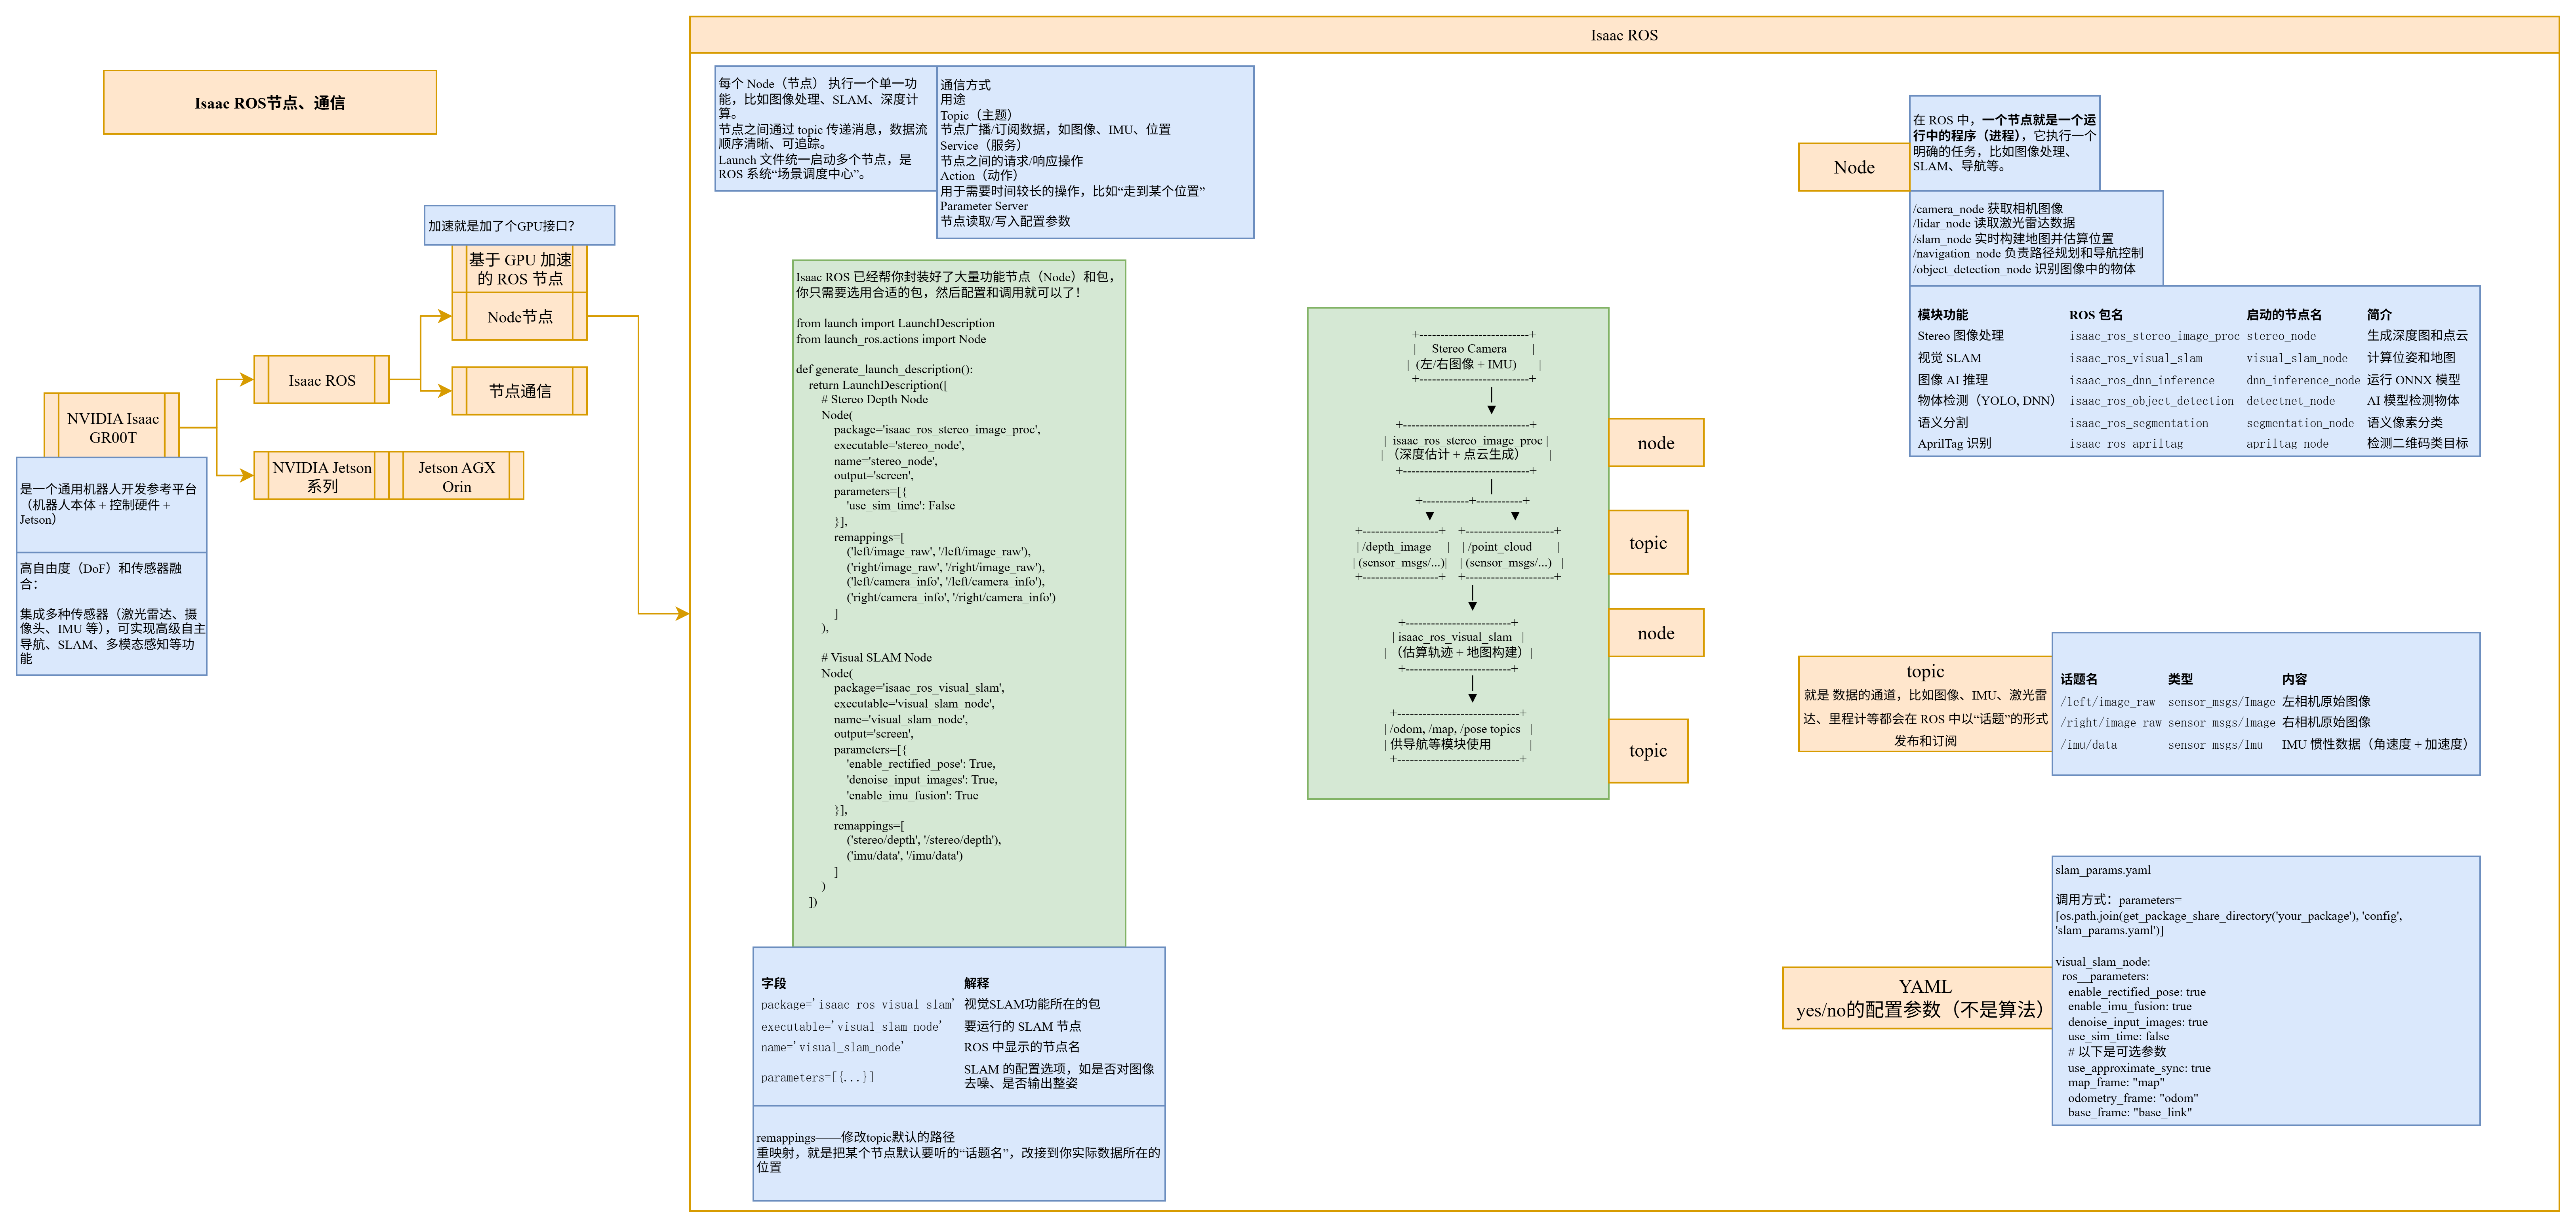 Isaac ROS节点、通信
加速就是加了个GPU接口？
基于 GPU 加速
的 ROS 节点
Node节点
Isaac ROS
节点通信
NVIDIA Isaac
GR00T
NVIDIA Jetson
系列
Jetson AGX
Orin
是一个通用机器人开发参考平台
（机器人本体 + 控制硬件 +
Jetson）
高自由度（DoF）和传感器融
合：
集成多种传感器（激光雷达、摄
像头、IMU 等），可实现高级自主
导航、SLAM、多模态感知等功
能
Isaac ROS
每个 Node（节点） 执行一个单一功
能，比如图像处理、SLAM、深度计
算。
节点之间通过 topic 传递消息，数据流
顺序清晰、可追踪。
Launch 文件统一启动多个节点，是
ROS 系统“场景调度中心”。
通信方式
用途
Topic（主题）
节点广播/订阅数据，如图像、IMU、位置
Service（服务）
节点之间的请求/响应操作
Action（动作）
用于需要时间较长的操作，比如“走到某个位置”
Parameter Server
节点读取/写入配置参数
Isaac ROS 已经帮你封装好了大量功能节点（Node）和包，
你只需要选用合适的包，然后配置和调用就可以了！
from launch import LaunchDescription
from launch_ros.actions import Node
def generate_launch_description():
    return LaunchDescription([
        # Stereo Depth Node
        Node(
            package='isaac_ros_stereo_image_proc',
            executable='stereo_node',
            name='stereo_node',
            output='screen',
            parameters=[{
                'use_sim_time': False
            }],
            remappings=[
                ('left/image_raw', '/left/image_raw'),
                ('right/image_raw', '/right/image_raw'),
                ('left/camera_info', '/left/camera_info'),
                ('right/camera_info', '/right/camera_info')
            ]
        ),
        # Visual SLAM Node
        Node(
            package='isaac_ros_visual_slam',
            executable='visual_slam_node',
            name='visual_slam_node',
            output='screen',
            parameters=[{
                'enable_rectified_pose': True,
                'denoise_input_images': True,
                'enable_imu_fusion': True
            }],
            remappings=[
                ('stereo/depth', '/stereo/depth'),
                ('imu/data', '/imu/data')
            ]
        )
    ])
字段 解释
package='isaac_ros_visual_slam' 视觉SLAM功能所在的包
executable='visual_slam_node' 要运行的 SLAM 节点
name='visual_slam_node' ROS 中显示的节点名
parameters=[{...}] SLAM 的配置选项，如是否对图像
去噪、是否输出整姿
remappings——修改topic默认的路径
重映射，就是把某个节点默认要听的“话题名”，改接到你实际数据所在的
位置
+--------------------------+
|     Stereo Camera        |
|  (左/右图像 + IMU)       |
+--------------------------+
│
▼
+------------------------------+
|  isaac_ros_stereo_image_proc |
| （深度估计 + 点云生成）       |
+------------------------------+
│
+-----------+-----------+
▼ ▼
+------------------+    +---------------------+
| /depth_image     |    | /point_cloud        |
| (sensor_msgs/...)|    | (sensor_msgs/...)   |
+------------------+    +---------------------+
│
▼
+-------------------------+
| isaac_ros_visual_slam   |
| （估算轨迹 + 地图构建）|
+-------------------------+
│
▼
+-----------------------------+
| /odom, /map, /pose topics   |
| 供导航等模块使用            |
+-----------------------------+
node
topic
node
topic
Node
在 ROS 中，一个节点就是一个运
行中的程序（进程），它执行一个
明确的任务，比如图像处理、
SLAM、导航等。
/camera_node 获取相机图像
/lidar_node 读取激光雷达数据
/slam_node 实时构建地图并估算位置
/navigation_node 负责路径规划和导航控制
/object_detection_node 识别图像中的物体
模块功能 ROS 包名 启动的节点名 简介
Stereo 图像处理 isaac_ros_stereo_image_proc stereo_node 生成深度图和点云
视觉 SLAM isaac_ros_visual_slam visual_slam_node 计算位姿和地图
图像 AI 推理 isaac_ros_dnn_inference dnn_inference_node 运行 ONNX 模型
物体检测（YOLO, DNN） isaac_ros_object_detection detectnet_node AI 模型检测物体
语义分割 isaac_ros_segmentation segmentation_node 语义像素分类
AprilTag 识别 isaac_ros_apriltag apriltag_node 检测二维码类目标
topic
就是 数据的通道，比如图像、IMU、激光雷
达、里程计等都会在 ROS 中以“话题”的形式
发布和订阅
话题名 类型 内容
/left/image_raw sensor_msgs/Image 左相机原始图像
/right/image_raw sensor_msgs/Image 右相机原始图像
/imu/data sensor_msgs/Imu IMU 惯性数据（角速度 + 加速度）
YAML
yes/no的配置参数（不是算法）
slam_params.yaml
调用方式：parameters=
[os.path.join(get_package_share_directory('your_package'), 'config',
'slam_params.yaml')]
visual_slam_node:
  ros__parameters:
    enable_rectified_pose: true
    enable_imu_fusion: true
    denoise_input_images: true
    use_sim_time: false
    # 以下是可选参数
    use_approximate_sync: true
    map_frame: "map"
    odometry_frame: "odom"
    base_frame: "base_link"